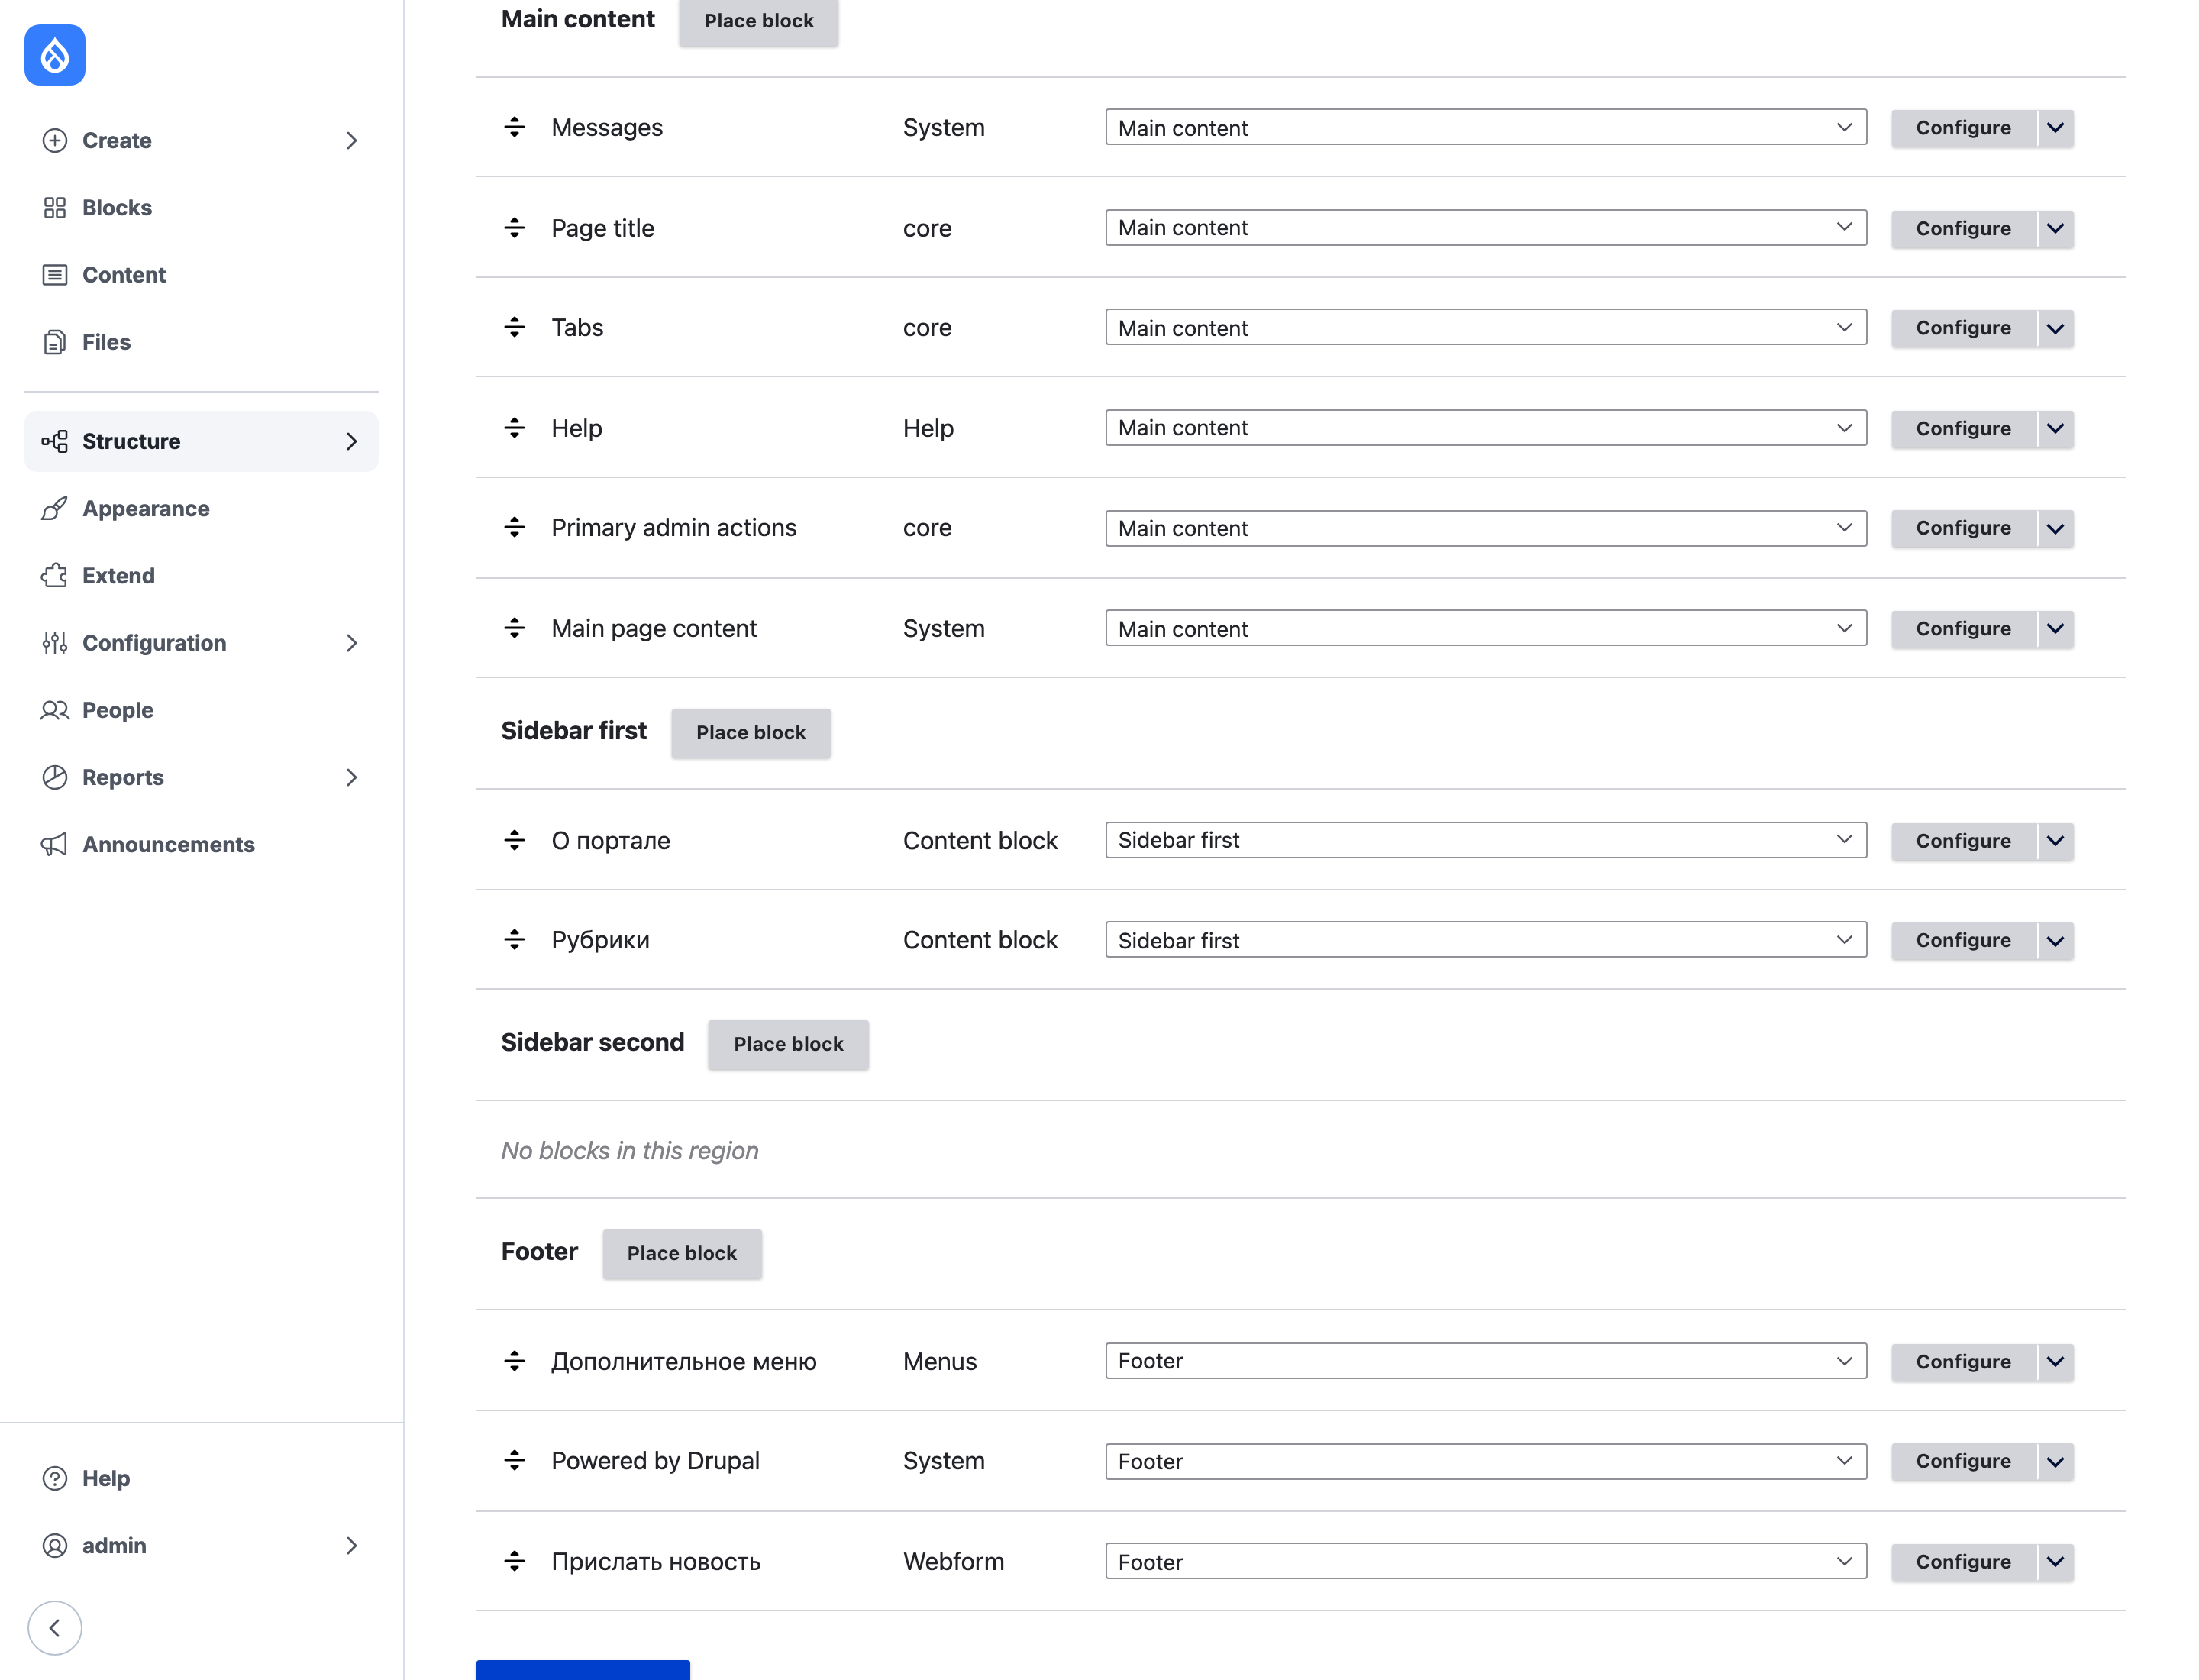 Create
Blocks
Content
Files
Structure
Appearance
Extend
Configuration
People
Reports
Announcements
Help
admin
Main content Place block
Messages System Main content Configure
Page title core Main content Configure
Tabs core Main content Configure
Help Help Main content Configure
Primary admin actions core Main content Configure
Main page content System Main content Configure
Sidebar first Place block
О портале Content block Sidebar first Configure
Рубрики Content block Sidebar first Configure
Sidebar second Place block
No blocks in this region
Footer Place block
Дополнительное меню Menus Footer Configure
Powered by Drupal System Footer Configure
Прислать новость Webform Footer Configure